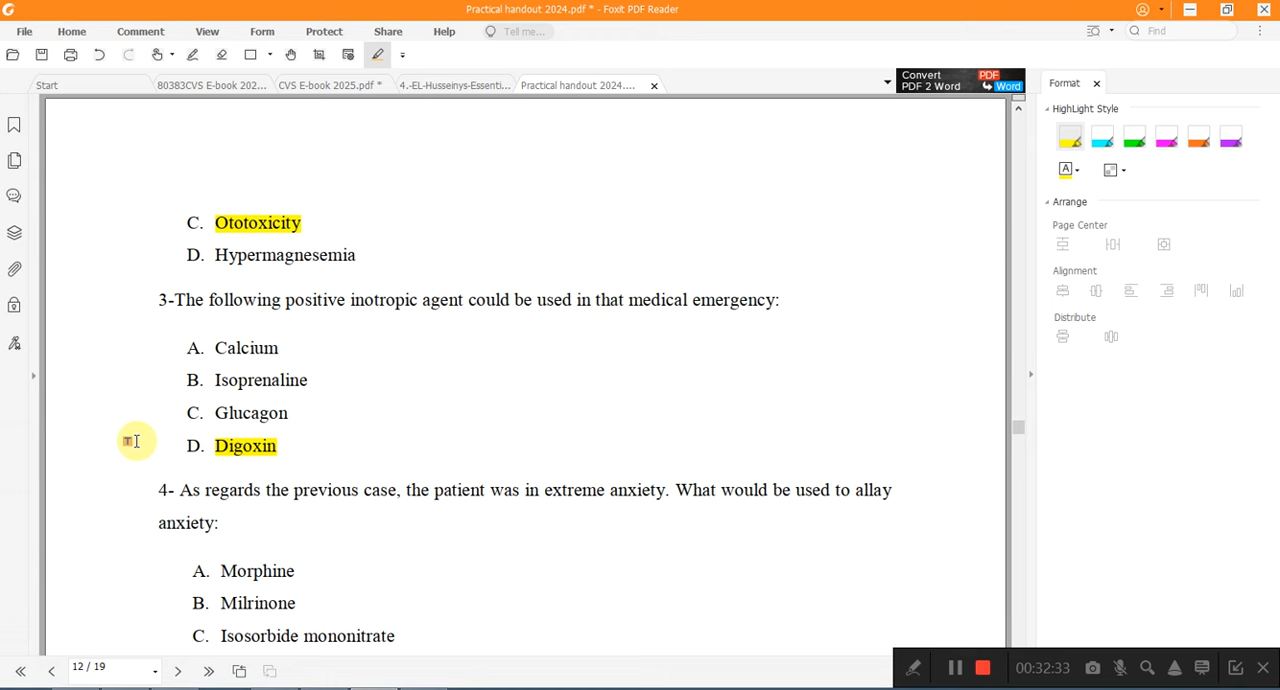 Practical handout 2024.pdf * - Foxit PDF Reader
File Home Comment View Form Protect Share Help Tell me... Find
Start 80383CVS E-book 202... CVS E-book 2025.pdf * 4.-EL-Husseinys-Essenti... Practical handout 2024....
Convert PDF
PDF 2 Word Word
Format
HighLight Style
A
Arrange
Page Center
Alignment
Distribute
C. Ototoxicity
D. Hypermagnesemia
3-The following positive inotropic agent could be used in that medical emergency:
A. Calcium
B. Isoprenaline
C. Glucagon
D. Digoxin
4- As regards the previous case, the patient was in extreme anxiety. What would be used to allay
anxiety:
A. Morphine
B. Milrinone
C. Isosorbide mononitrate
12 / 19
00:32:33